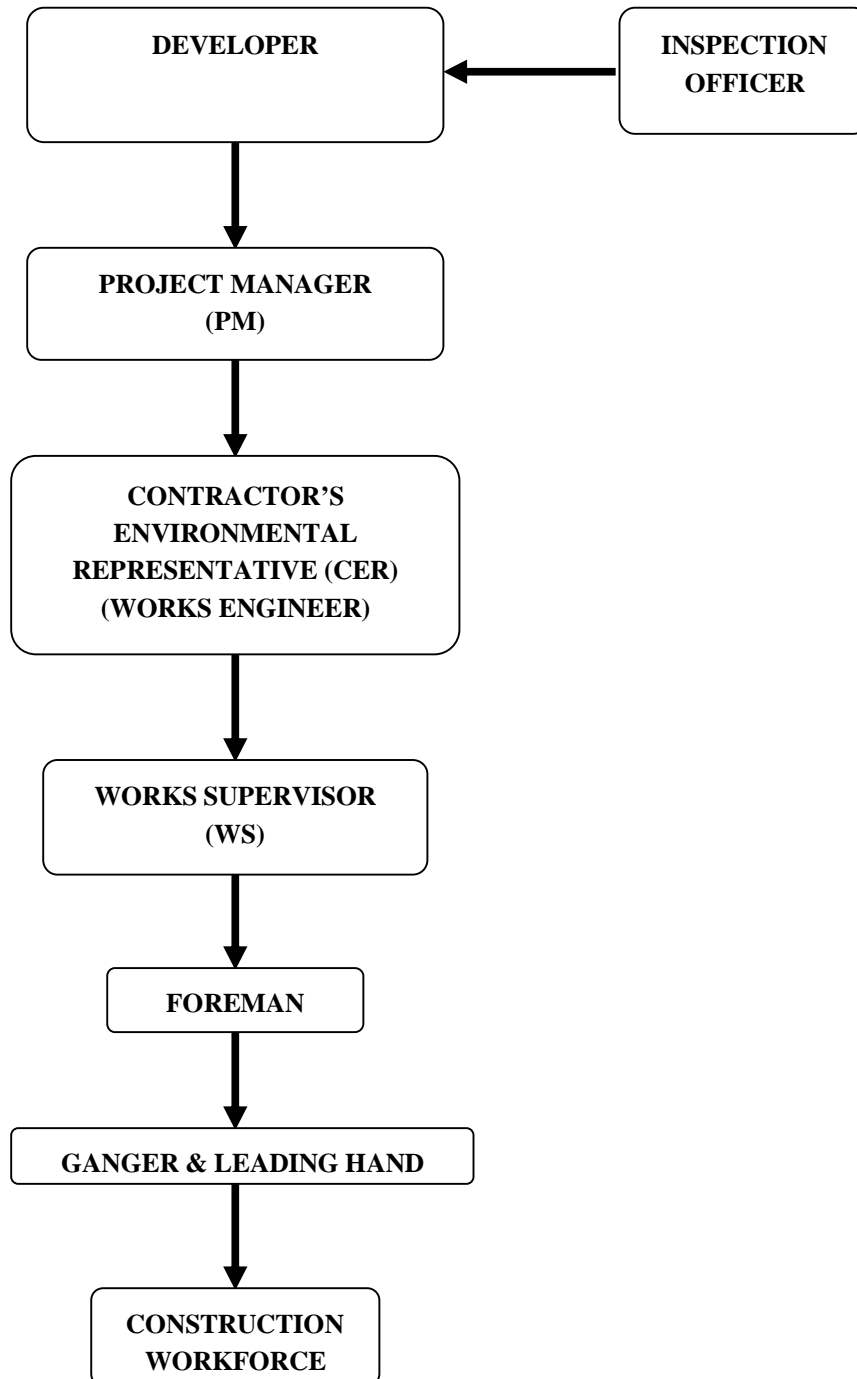 DEVELOPER
INSPECTION
OFFICER
PROJECT MANAGER
(PM)
CONTRACTOR’S
ENVIRONMENTAL
REPRESENTATIVE (CER)
(WORKS ENGINEER)
WORKS SUPERVISOR
(WS)
FOREMAN
GANGER & LEADING HAND
CONSTRUCTION
WORKFORCE